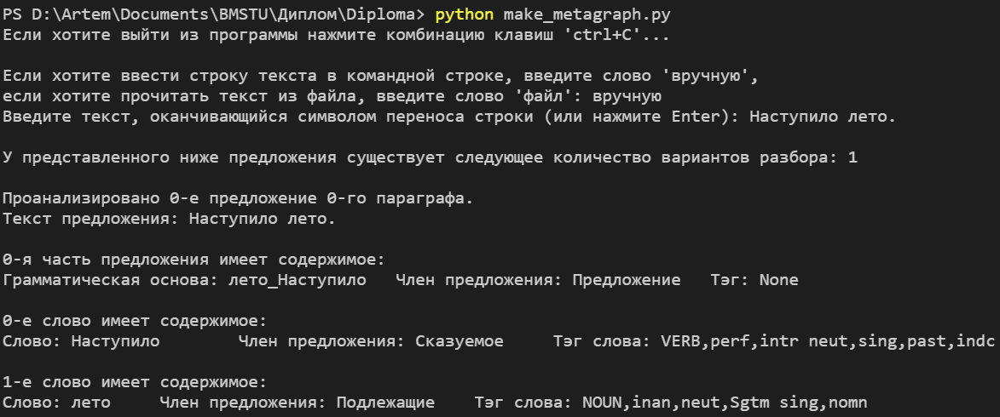 PS D:\Artem\Documents\BMSTU\Диплом\Diploma> python make_metagraph.py
Если хотите выйти из программы нажмите комбинацию клавиш 'ctrl+C'...
Если хотите ввести строку текста в командной строке, введите слово 'вручную',
если хотите прочитать текст из файла, введите слово 'файл': вручную
Введите текст, оканчивающийся символом переноса строки (или нажмите Enter): Наступило лето.
У представленного ниже предложения существует следующее количество вариантов разбора: 1
Проанализировано 0-е предложение 0-го параграфа.
Текст предложения: Наступило лето.
0-я часть предложения имеет содержимое:
Грамматическая основа: лето_Наступило   Член предложения: Предложение   Тэг: None
0-е слово имеет содержимое:
Слово: Наступило        Член предложения: Сказуемое     Тэг слова: VERB,perf,intr neut,sing,past,indc
1-е слово имеет содержимое:
Слово: лето     Член предложения: Подлежащие    Тэг слова: NOUN,inan,neut,Sgtm sing,nomn